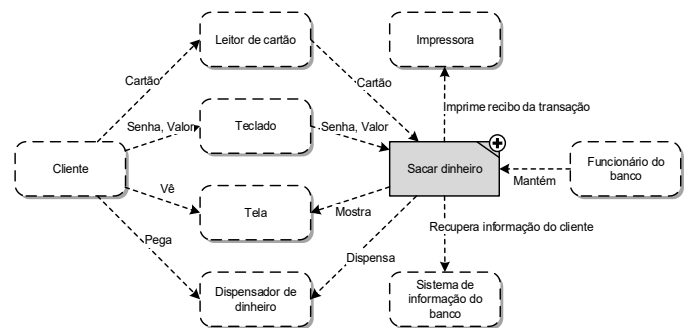 Leitor de cartão
Impressora
Cartão
Cartão
Imprime recibo da transação
Senha, Valor
Teclado
Senha, Valor
Cliente
Sacar dinheiro
Funcionário do
banco
Mantém
Vê
Tela
Mostra
Recupera informação do cliente
Pega
Dispensa
Dispensador de
dinheiro
Sistema de
informação do
banco